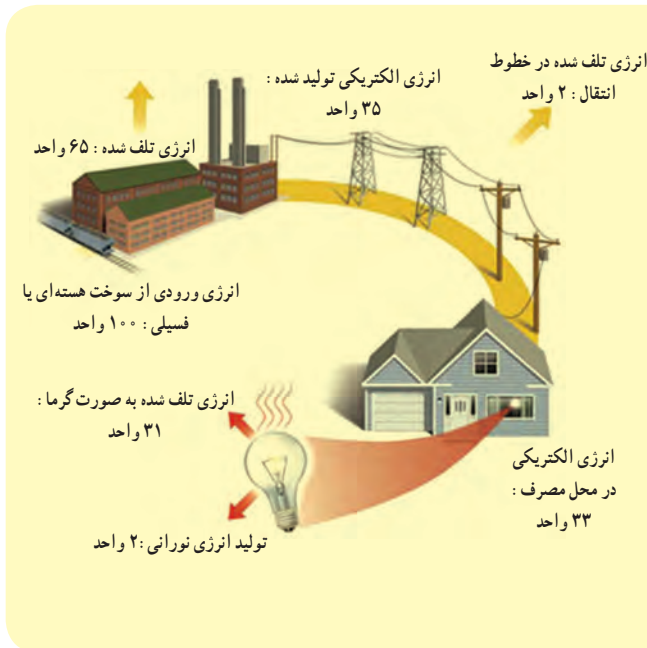 انرژی تلف شده در خطوط
انتقال : ۲ واحد
انرژی الکتریکی تولید شده :
۳۵ واحد
انرژی تلف شده : ۶۵ واحد
انرژی ورودی از سوخت هسته‌ای یا
فسیلی : ۱۰۰ واحد
انرژی تلف شده به صورت گرما :
۳۱ واحد
انرژی الکتریکی
در محل مصرف :
۳۳ واحد
تولید انرژی نورانی :۲ واحد